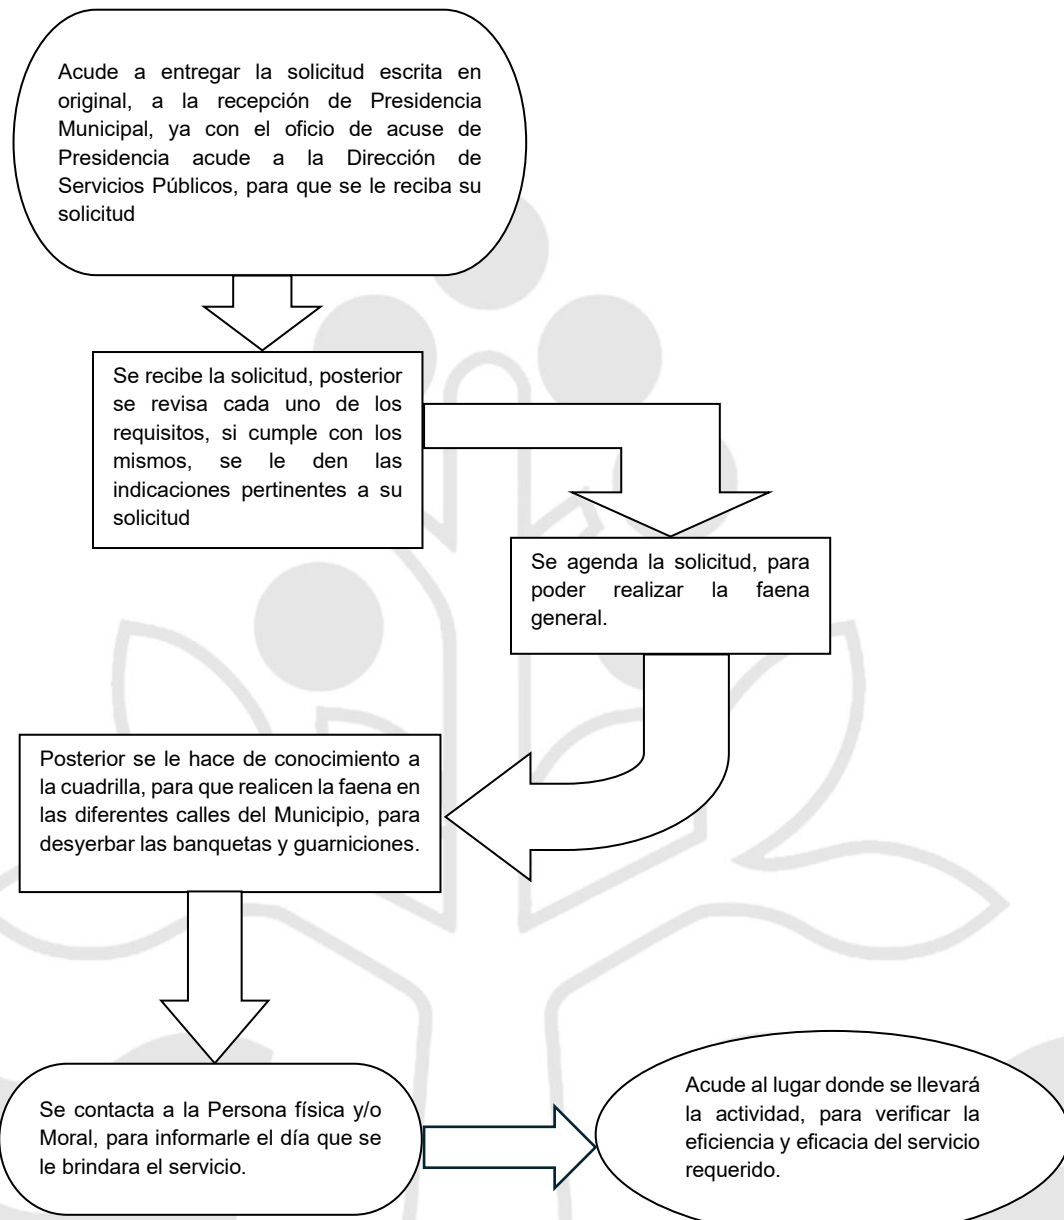 Acude a entregar la solicitud escrita en
original, a la recepción de Presidencia
Municipal, ya con el oficio de acuse de
Presidencia acude a la Dirección de
Servicios Públicos, para que se le reciba su
solicitud
Se recibe la solicitud, posterior
se revisa cada uno de los
requisitos, si cumple con los
mismos, se le den las
indicaciones pertinentes a su
solicitud
Se agenda la solicitud, para
poder realizar la faena
general.
Posterior se le hace de conocimiento a
la cuadrilla, para que realicen la faena en
las diferentes calles del Municipio, para
desyerbar las banquetas y guarniciones.
Se contacta a la Persona física y/o
Moral, para informarle el día que se
le brindara el servicio.
Acude al lugar donde se llevará
la actividad, para verificar la
eficiencia y eficacia del servicio
requerido.